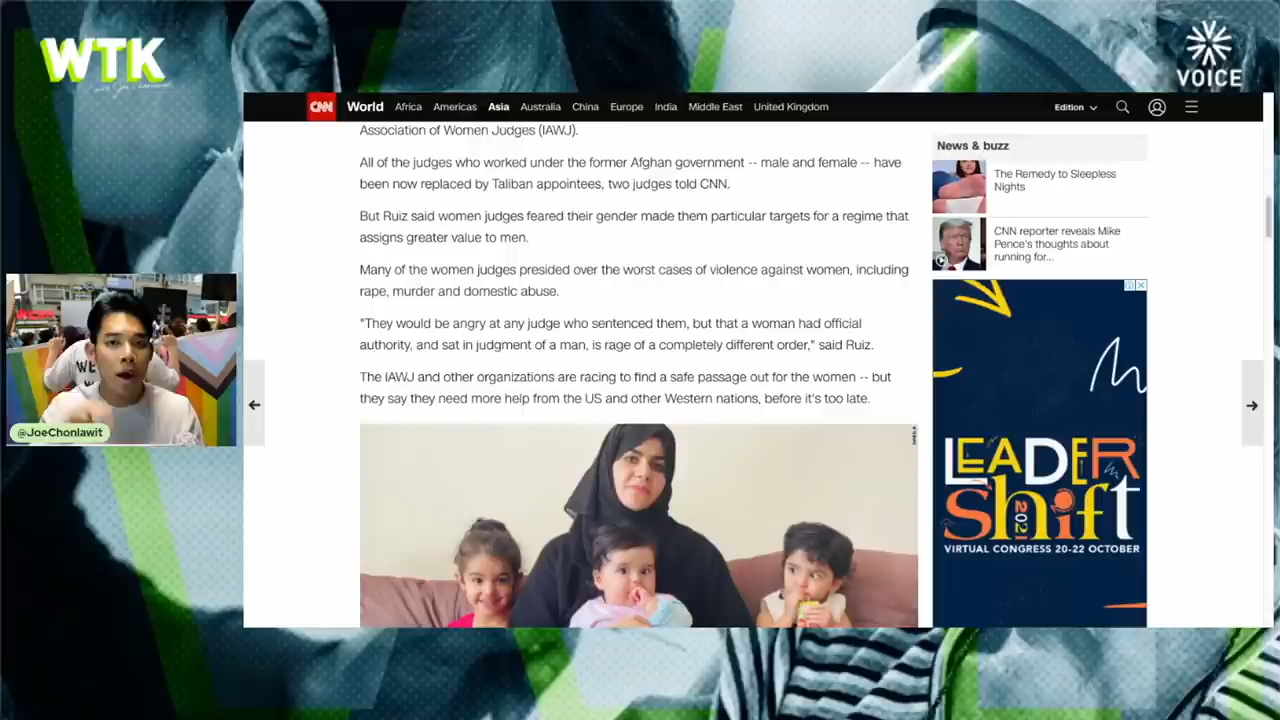 WTK
VOICE
CNN World Africa Americas Asia Australia China Europe India Middle East United Kingdom Edition
Association of Women Judges (IAWJ).
All of the judges who worked under the former Afghan government -- male and female -- have
been now replaced by Taliban appointees, two judges told CNN.
But Ruiz said women judges feared their gender made them particular targets for a regime that
assigns greater value to men.
Many of the women judges presided over the worst cases of violence against women, including
rape, murder and domestic abuse.
"They would be angry at any judge who sentenced them, but that a woman had official
authority, and sat in judgment of a man, is rage of a completely different order," said Ruiz.
The IAWJ and other organizations are racing to find a safe passage out for the women -- but
they say they need more help from the US and other Western nations, before it's too late.
News & buzz
The Remedy to Sleepless
Nights
CNN reporter reveals Mike
Pence's thoughts about
running for...
LEADER
Shift
2021
VIRTUAL CONGRESS 20-22 OCTOBER
WE
@JoeChonlawit